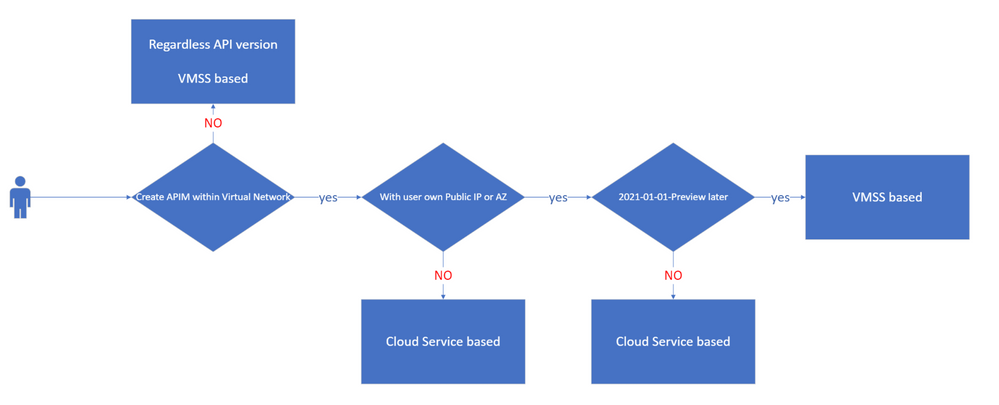 Regardless API version
VMSS based
NO
Create APIM within Virtual Network
yes
With user own Public IP or AZ
yes
2021-01-01-Preview later
yes
VMSS based
NO
NO
Cloud Service based
Cloud Service based